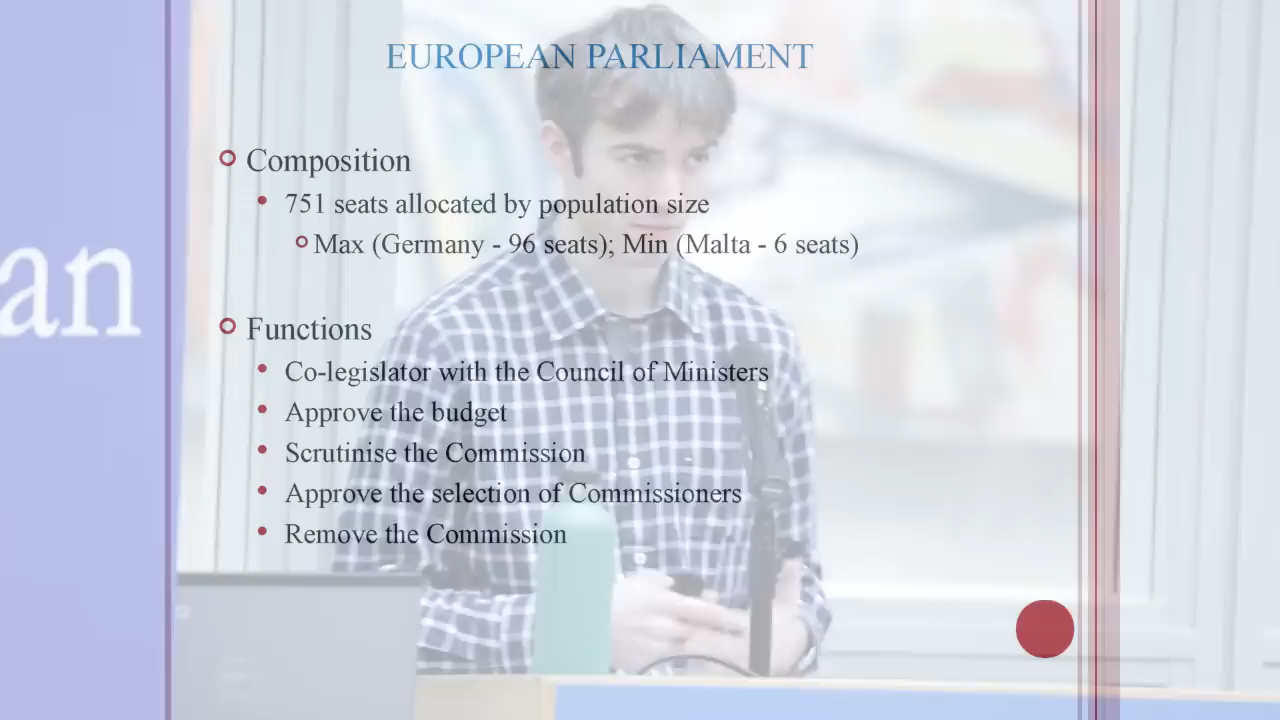 EUROPEAN PARLIAMENT
Composition
751 seats allocated by population size
Max (Germany - 96 seats); Min (Malta - 6 seats)
an
Functions
Co-legislator with the Council of Ministers
Approve the budget
Scrutinise the Commission
Approve the selection of Commissioners
Remove the Commission